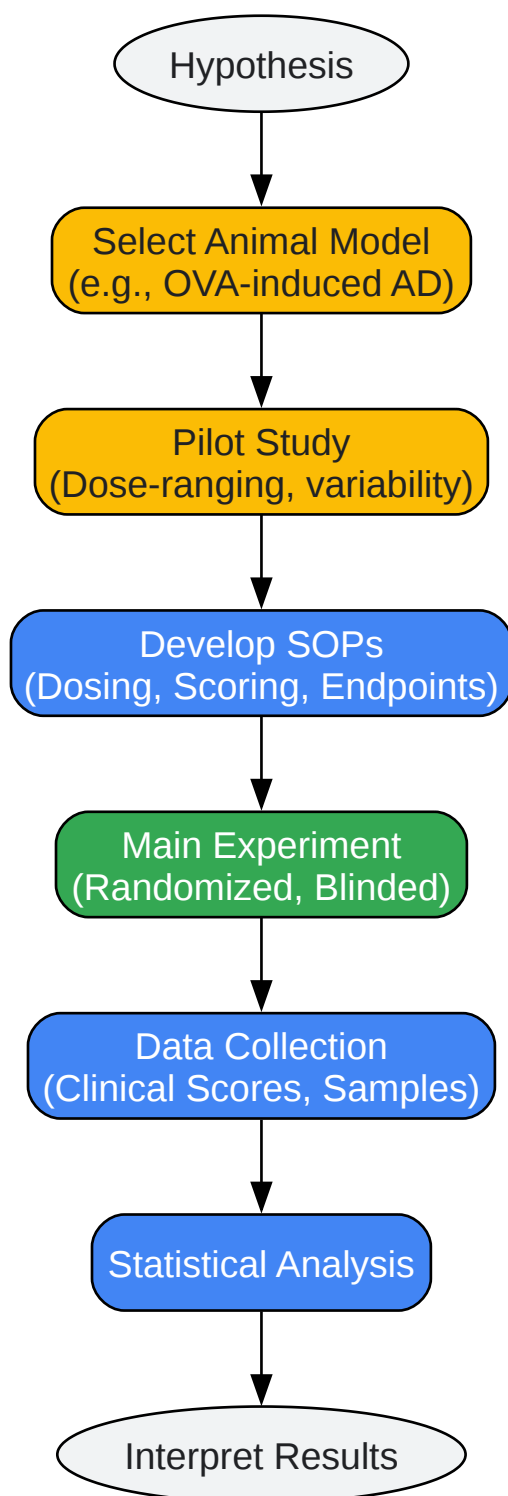 Hypothesis
Select Animal Model
(e.g., OVA-induced AD)
Pilot Study
(Dose-ranging, variability)
Develop SOPs
(Dosing, Scoring, Endpoints)
Main Experiment
(Randomized, Blinded)
Data Collection
(Clinical Scores, Samples)
Statistical Analysis
Interpret Results